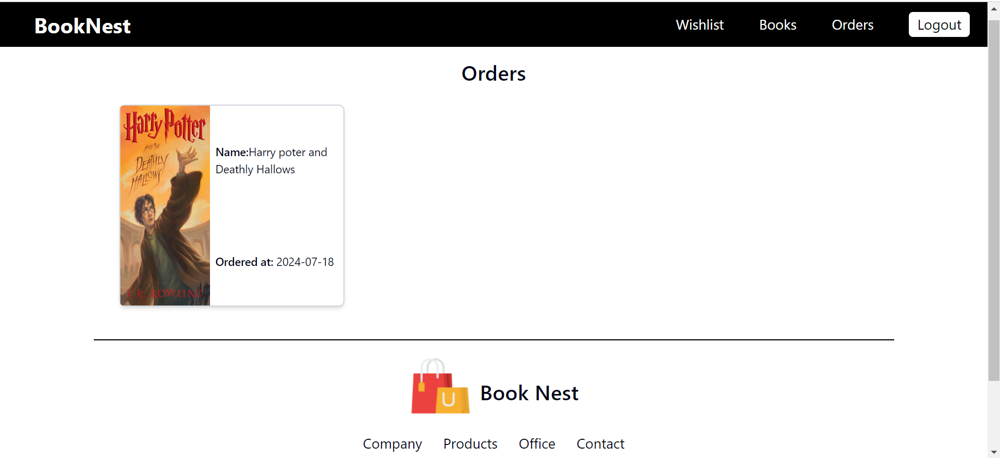 BookNest
Wishlist Books Orders Logout
Orders
Harry Potter
AND THE
DEATHLY
HALLOWS
J. K. ROWLING
Name:Harry poter and
Deathly Hallows
Ordered at: 2024-07-18
U
Book Nest
Company Products Office Contact